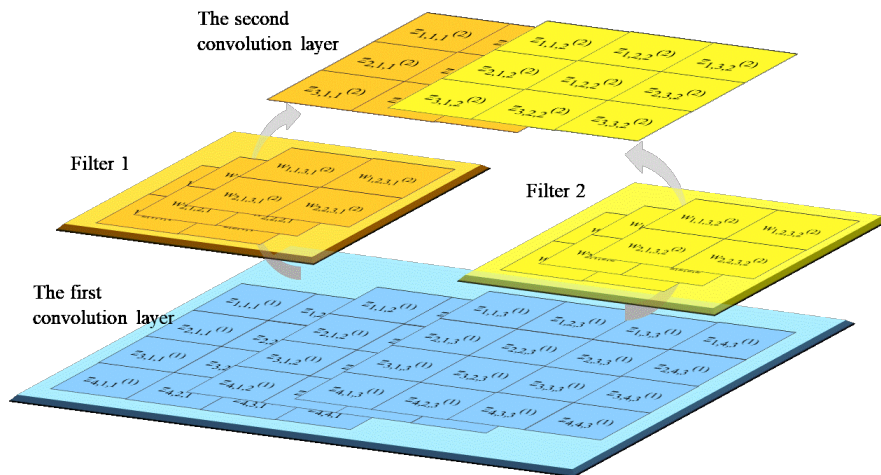 The second
convolution layer
z1,1,1(2)
z2,1,1(2)
z3,1,1(2)
z1,1,2(2) z1,2,2(2) z1,3,2(2)
z2,1,2(2) z1,2,2(2) z2,3,2(2)
z3,1,2(2) z3,2,2(2) z3,3,2(2)
Filter 1
w1,1,3,1(2) w1,2,3,1(2)
w2,1,3,1(2) w2,2,3,1(2)
Filter 2
w1,1,3,2(2) w1,2,3,2(2)
w2,1,3,2(2) w2,2,3,2(2)
The first
convolution layer
z1,1,1(1) z1,1,2(1) z1,1,3(1) z1,2,3(1) z1,3,3(1) z1,4,3(1)
z2,1,1(1) z2,1,2(1) z2,1,3(1) z2,2,3(1) z2,3,3(1) z2,4,3(1)
z3,1,1(1) z3,2 z3,1,2(1) z3,1,3(1) z3,2,3(1) z3,3,3(1) z3,4,3(1)
z4,1,1(1) z4,2,1 z4,1,2(1) z4,1,3(1) z4,2,3(1) z4,3,3(1) z4,4,3(1)